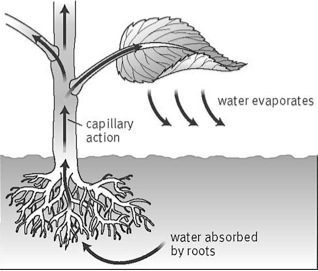 water evaporates
capillary
action
water absorbed
by roots